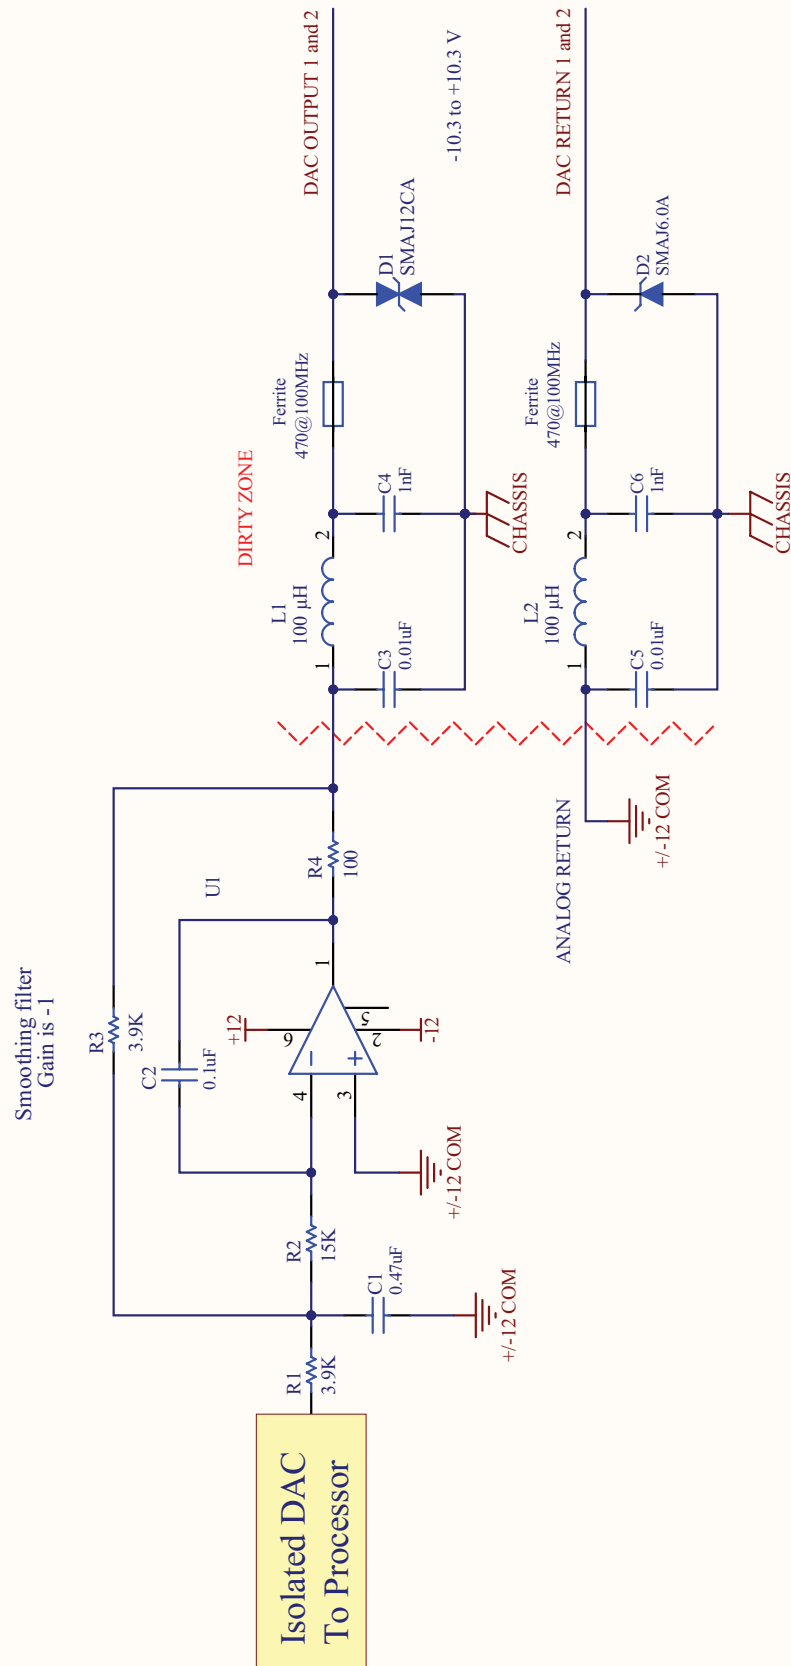 Smoothing filter
Gain is -1
Isolated DAC
To Processor
R1
3.9K
C1
0.47uF
+/-12 COM
R2
15K
R3
3.9K
C2
0.1uF
U1
4
3
6
2
5
1
+12
-12
+/-12 COM
R4
100
DIRTY ZONE
L1
100 µH
1
2
C3
0.01uF
C4
1nF
CHASSIS
Ferrite
470@100MHz
D1
SMAJ12CA
DAC OUTPUT 1 and 2
-10.3 to +10.3 V
ANALOG RETURN
+/-12 COM
L2
100 µH
1
2
C5
0.01uF
C6
1nF
CHASSIS
Ferrite
470@100MHz
D2
SMAJ6.0A
DAC RETURN 1 and 2